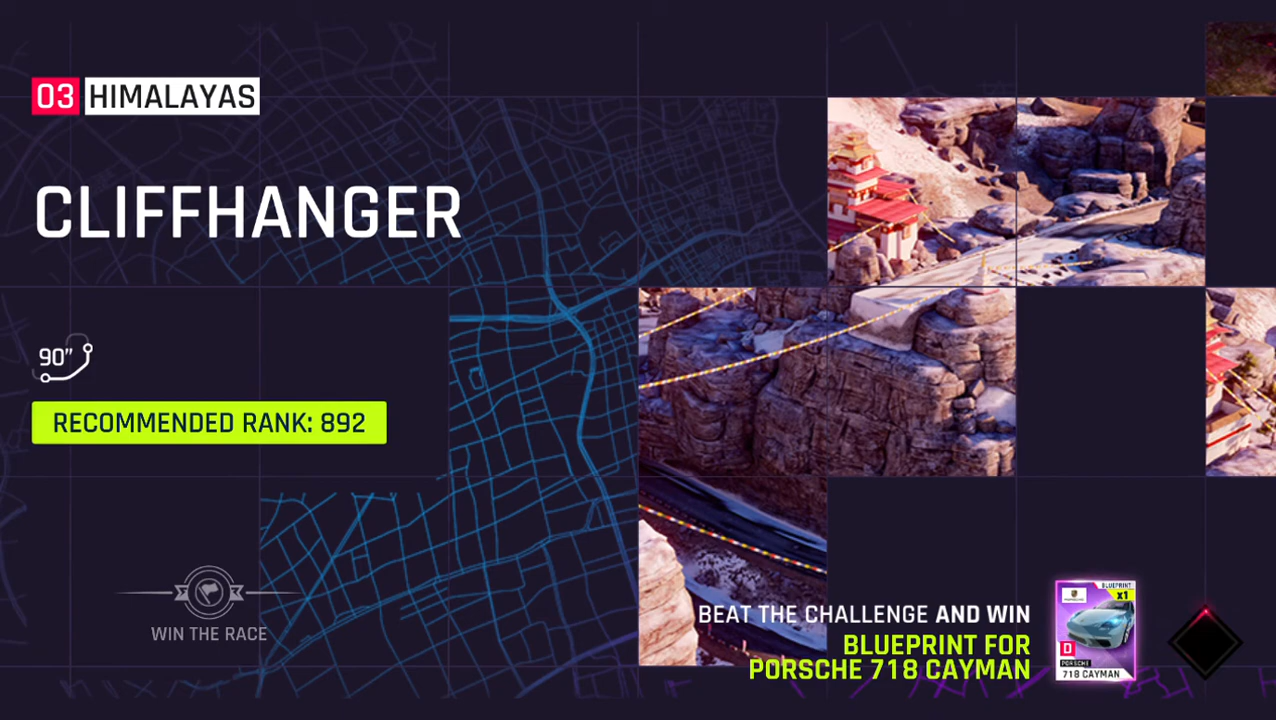 03 HIMALAYAS
CLIFFHANGER
90"
RECOMMENDED RANK: 892
WIN THE RACE
BEAT THE CHALLENGE AND WIN
BLUEPRINT FOR
PORSCHE 718 CAYMAN
BLUEPRINT
x1
D
PORSCHE
718 CAYMAN